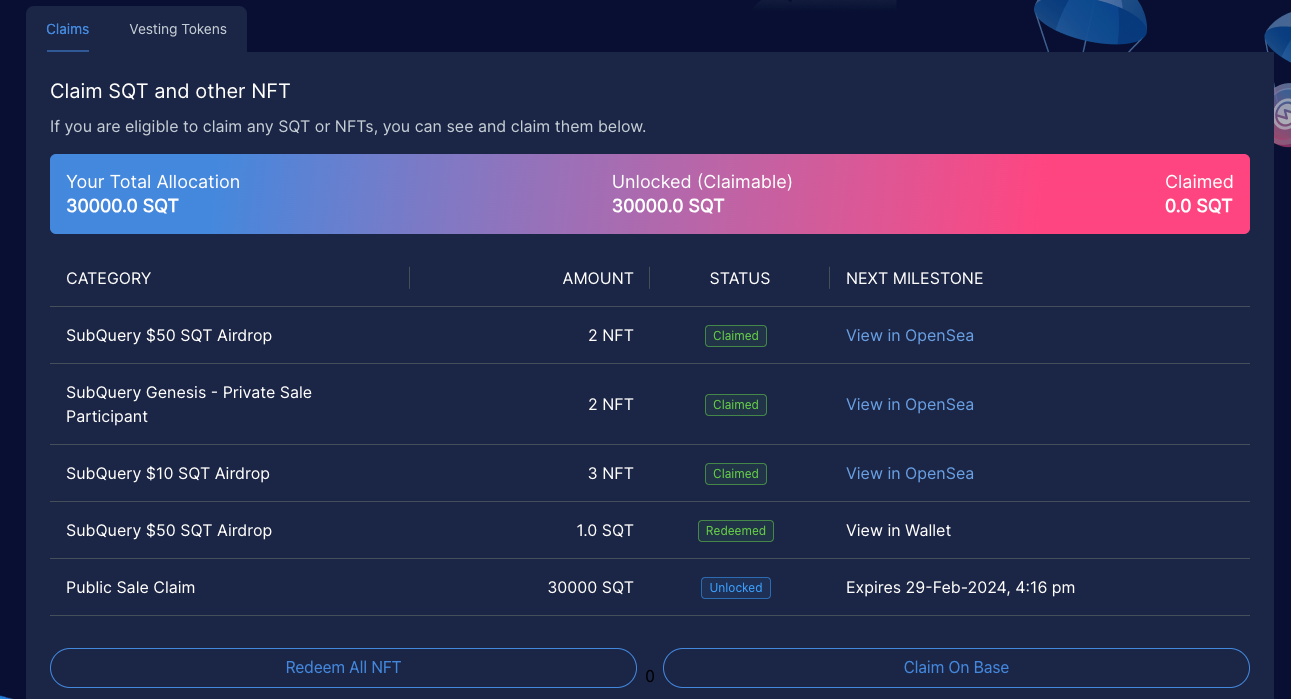 Claims
Vesting Tokens
Claim SQT and other NFT
If you are eligible to claim any SQT or NFTs, you can see and claim them below.
Your Total Allocation
30000.0 SQT
Unlocked (Claimable)
30000.0 SQT
Claimed
0.0 SQT
CATEGORY AMOUNT STATUS NEXT MILESTONE
SubQuery $50 SQT Airdrop 2 NFT Claimed View in OpenSea
SubQuery Genesis - Private Sale
Participant 2 NFT Claimed View in OpenSea
SubQuery $10 SQT Airdrop 3 NFT Claimed View in OpenSea
SubQuery $50 SQT Airdrop 1.0 SQT Redeemed View in Wallet
Public Sale Claim 30000 SQT Unlocked Expires 29-Feb-2024, 4:16 pm
Redeem All NFT 0 Claim On Base